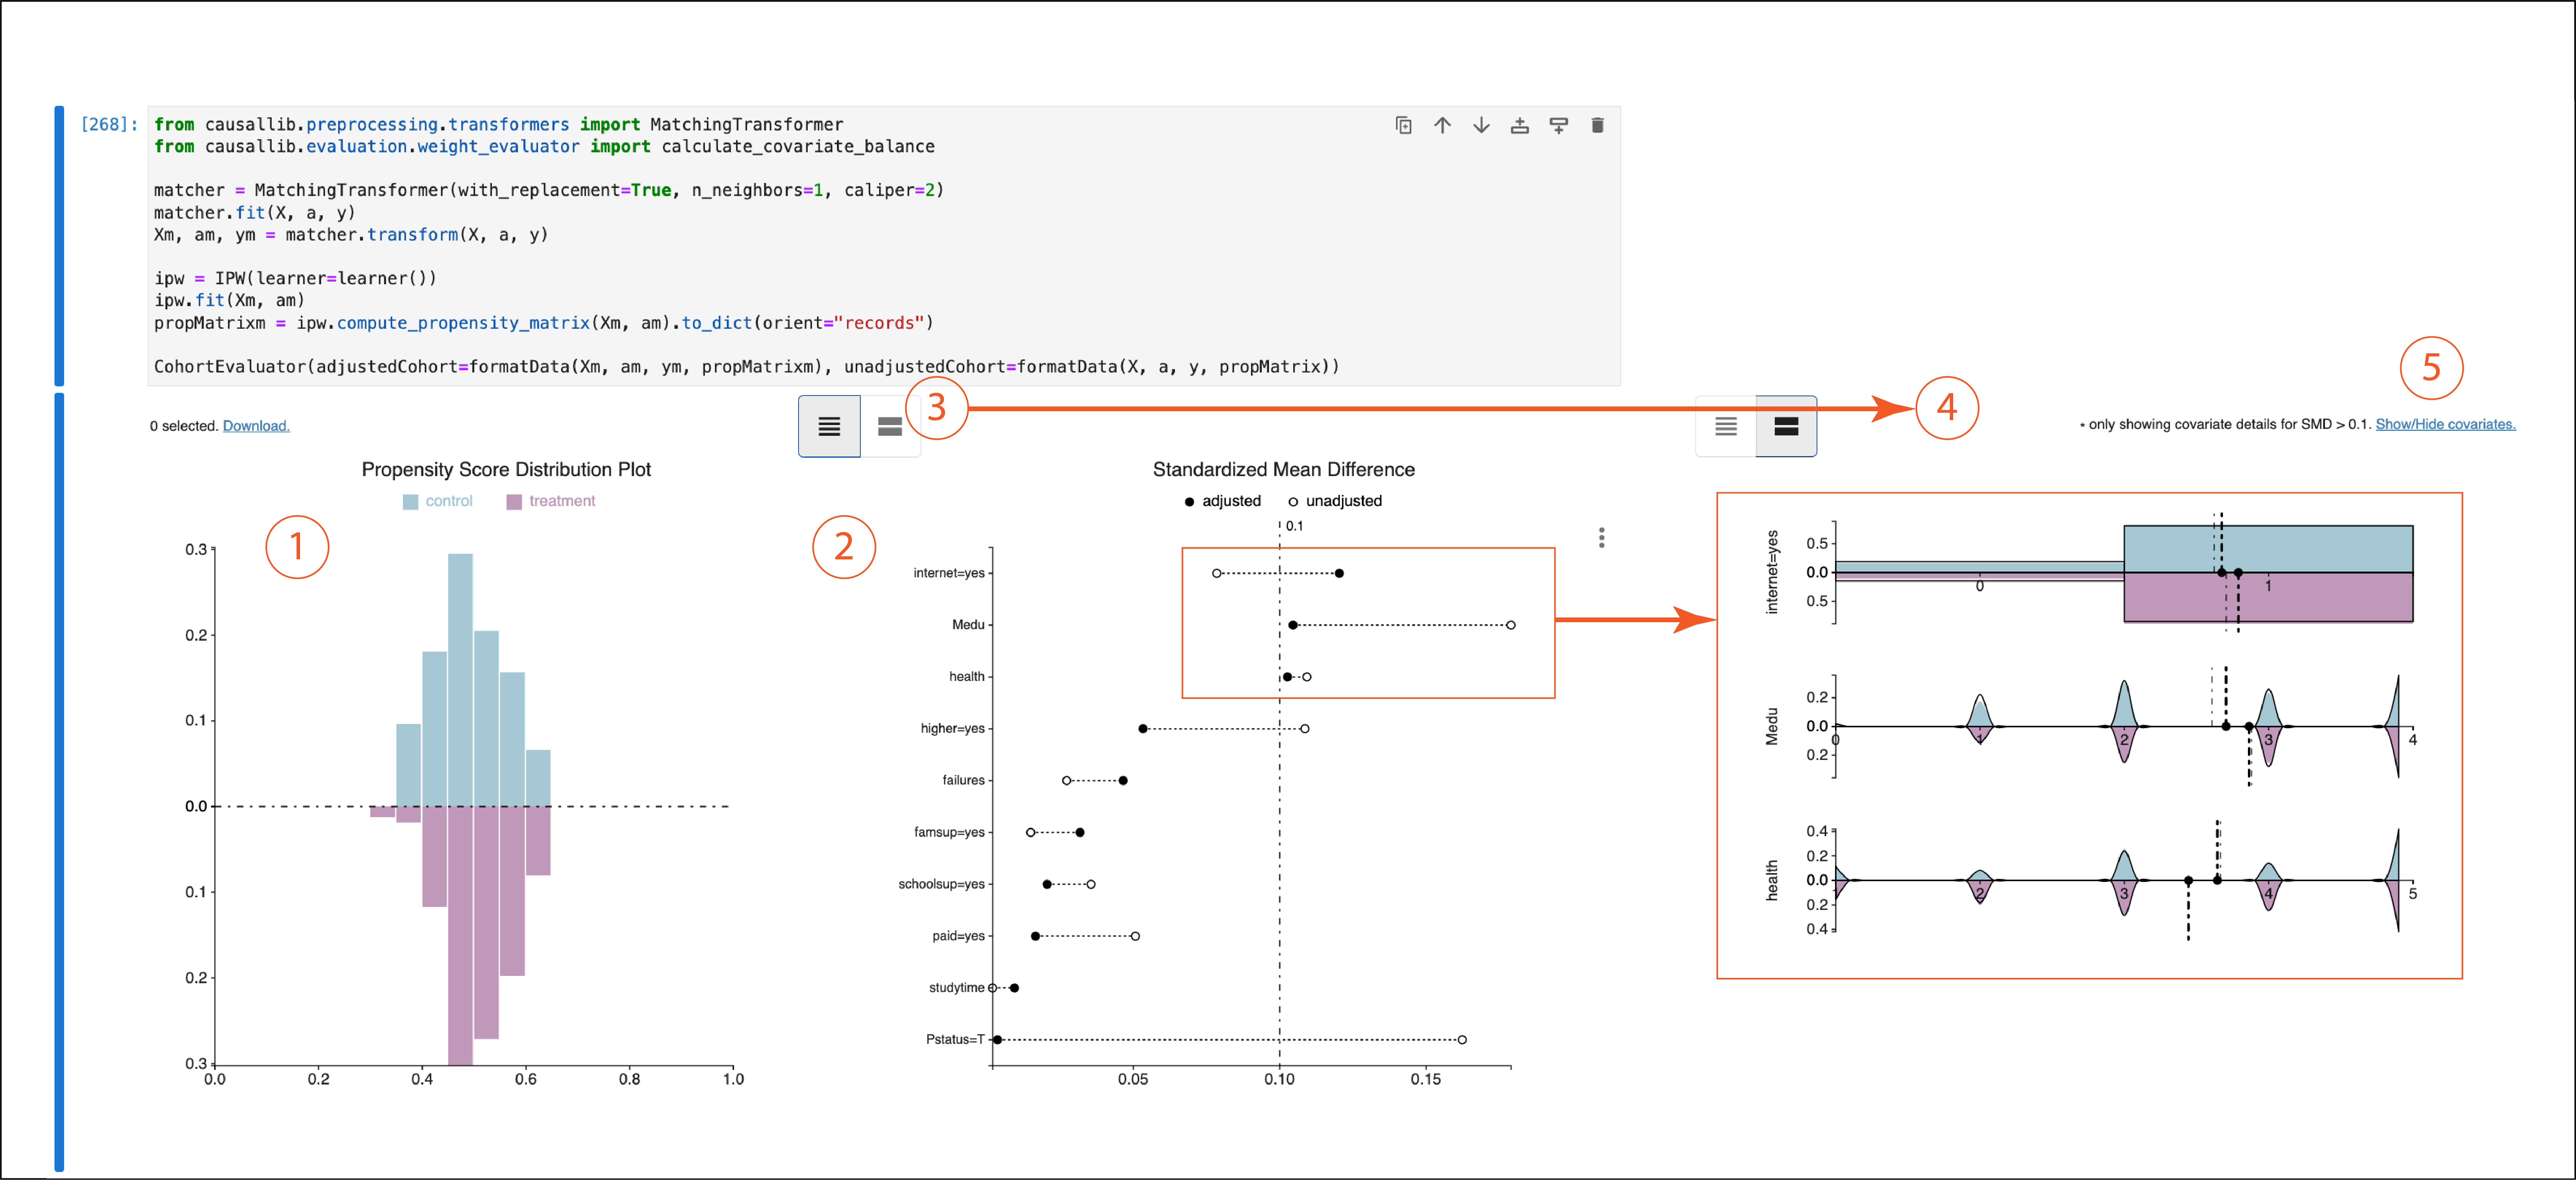 [268]:
from causallib.preprocessing.transformers import MatchingTransformer
from causallib.evaluation.weight_evaluator import calculate_covariate_balance
matcher = MatchingTransformer(with_replacement=True, n_neighbors=1, caliper=2)
matcher.fit(X, a, y)
Xm, am, ym = matcher.transform(X, a, y)
ipw = IPW(learner=learner())
ipw.fit(Xm, am)
propMatrixm = ipw.compute_propensity_matrix(Xm, am).to_dict(orient="records")
CohortEvaluator(adjustedCohort=formatData(Xm, am, ym, propMatrixm), unadjustedCohort=formatData(X, a, y, propMatrix))
0 selected. Download.
3
4
5
* only showing covariate details for SMD > 0.1. Show/Hide covariates.
Propensity Score Distribution Plot
control treatment
1
0.3
0.2
0.1
0.0
0.1
0.2
0.3
0.0 0.2 0.4 0.6 0.8 1.0
Standardized Mean Difference
adjusted unadjusted
0.1
2
internet=yes
Medu
health
higher=yes
failures
famsup=yes
schoolsup=yes
paid=yes
studytime
Pstatus=T
0.05 0.10 0.15
internet=yes
0.5
0.0
0.5
0 1
Medu
0.2
0.0
0.2
0 1 2 3 4
health
0.4
0.2
0.0
0.2
0.4
2 3 4 5